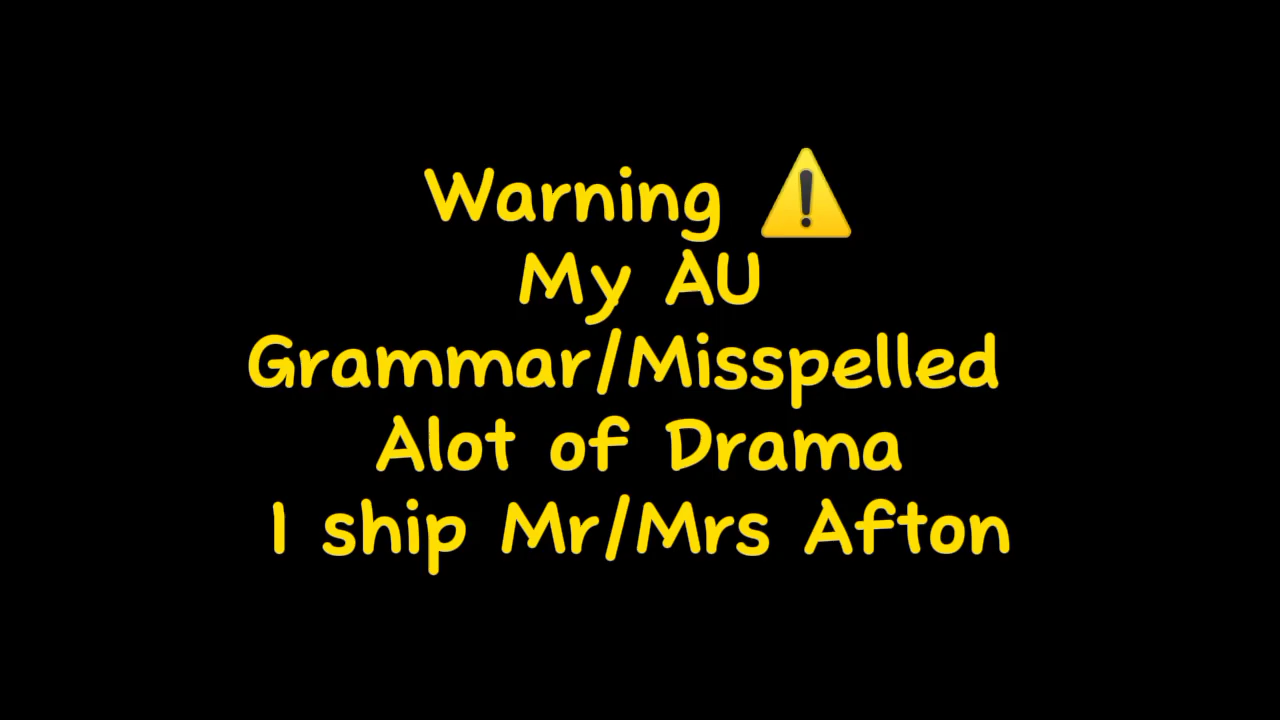 Warning ⚠️
My AU
Grammar/Misspelled
Alot of Drama
I ship Mr/Mrs Afton